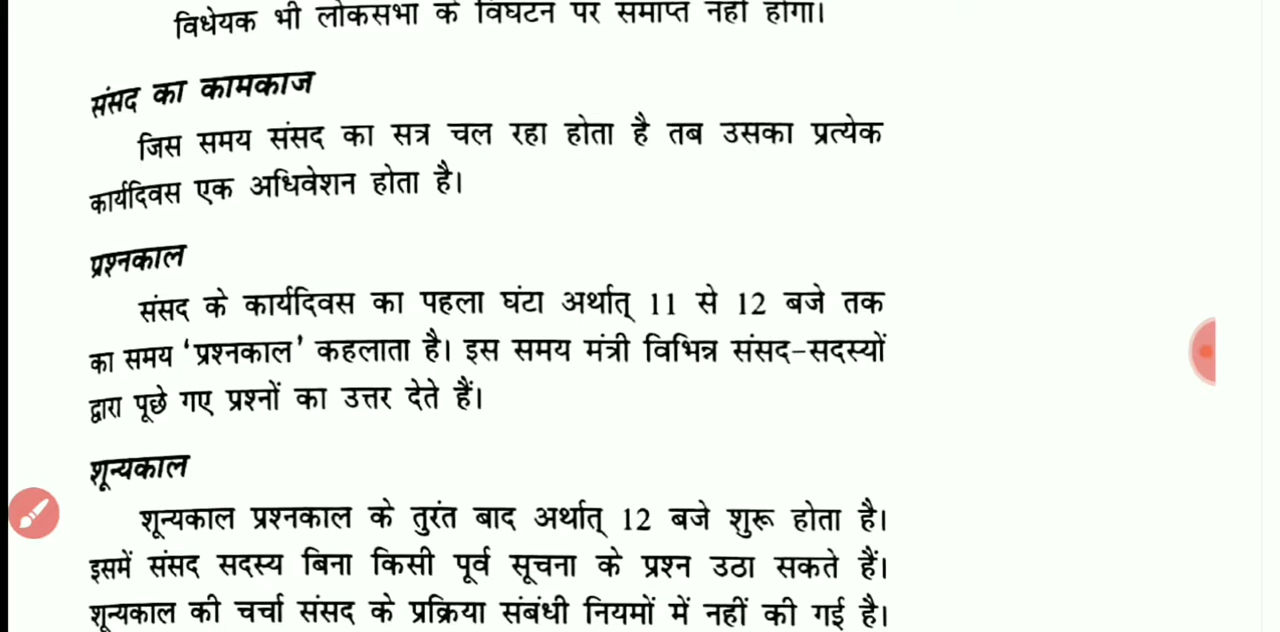 विधेयक भी लोकसभा के विघटन पर समाप्त नहीं होगा।
संसद का कामकाज
जिस समय संसद का सत्र चल रहा होता है तब उसका प्रत्येक
कार्यदिवस एक अधिवेशन होता है।
प्रश्नकाल
संसद के कार्यदिवस का पहला घंटा अर्थात् 11 से 12 बजे तक
का समय ‘प्रश्नकाल’ कहलाता है। इस समय मंत्री विभिन्न संसद-सदस्यों
द्वारा पूछे गए प्रश्नों का उत्तर देते हैं।
शून्यकाल
शून्यकाल प्रश्नकाल के तुरंत बाद अर्थात् 12 बजे शुरू होता है।
इसमें संसद सदस्य बिना किसी पूर्व सूचना के प्रश्न उठा सकते हैं।
शून्यकाल की चर्चा संसद के प्रक्रिया संबंधी नियमों में नहीं की गई है।